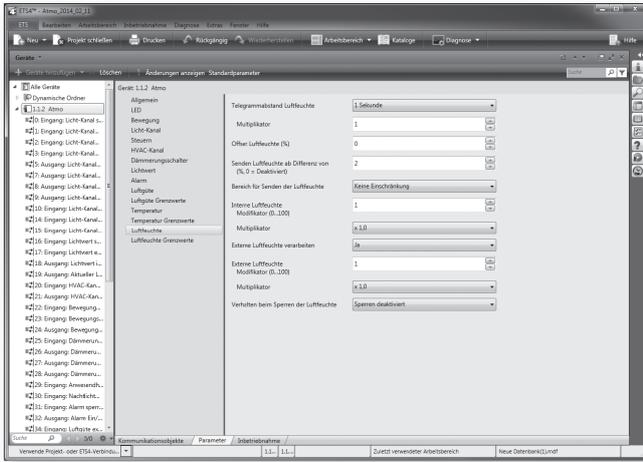 ETS4™ - Atmo_2014_02_11
ETS Bearbeiten Arbeitsbereich Inbetriebnahme Diagnose Extras Fenster Hilfe
Neu Projekt schließen Drucken Rückgängig Wiederherstellen Arbeitsbereich Kataloge Diagnose Hilfe
Geräte
Geräte hinzufügen Löschen Änderungen anzeigen Standardparameter Suche
Alle Geräte
Dynamische Ordner
1.1.2 Atmo
0: Eingang: Licht-Kanal s...
1: Eingang: Licht-Kanal...
2: Eingang: Licht-Kanal...
3: Eingang: Licht-Kanal...
5: Ausgang: Licht-Kanal...
7: Ausgang: Licht-Kanal...
8: Ausgang: Licht-Kanal...
9: Ausgang: Licht-Kanal...
10: Eingang: Licht-Kanal...
14: Eingang: Licht-Kanal...
15: Eingang: Licht-Kanal...
16: Eingang: Lichtwert s...
17: Eingang: Lichtwert e...
18: Ausgang: Lichtwert i...
19: Ausgang: Aktueller L...
20: Eingang: HVAC-Kan...
21: Ausgang: HVAC-Kan...
22: Eingang: Bewegung...
23: Eingang: Bewegungs...
24: Ausgang: Bewegung...
25: Eingang: Dämmerun...
26: Ausgang: Dämmeru...
27: Ausgang: Dämmeru...
28: Ausgang: Dämmeru...
29: Eingang: Anwesendh...
30: Eingang: Nachtlicht...
31: Eingang: Alarm sperr...
32: Ausgang: Alarm Ein/...
34: Eingang: Luftgüte ex...
Suche 3/0
Gerät: 1.1.2 Atmo
Allgemein
LED
Bewegung
Licht-Kanal
Steuern
HVAC-Kanal
Dämmerungsschalter
Lichtwert
Alarm
Luftgüte
Luftgüte Grenzwerte
Temperatur
Temperatur Grenzwerte
Luftfeuchte
Luftfeuchte Grenzwerte
Telegrammabstand Luftfeuchte 1 Sekunde
Multiplikator 1
Offset Luftfeuchte (%) 0
Senden Luftfeuchte ab Differenz von 2
(%, 0 = Deaktiviert)
Bereich für Senden der Luftfeuchte Keine Einschränkung
Interne Luftfeuchte 1
Modifikator (0..100)
Multiplikator x 1,0
Externe Luftfeuchte verarbeiten Ja
Externe Luftfeuchte 1
Modifikator (0..100)
Multiplikator x 1,0
Verhalten beim Sperren der Luftfeuchte Sperren deaktiviert
Kommunikationsobjekte Parameter Inbetriebnahme
Verwende Projekt- oder ETS4-Verbindu... 1.1... 1.1... Zuletzt verwendeter Arbeitsbereich Neue Datenbank(1).mdf